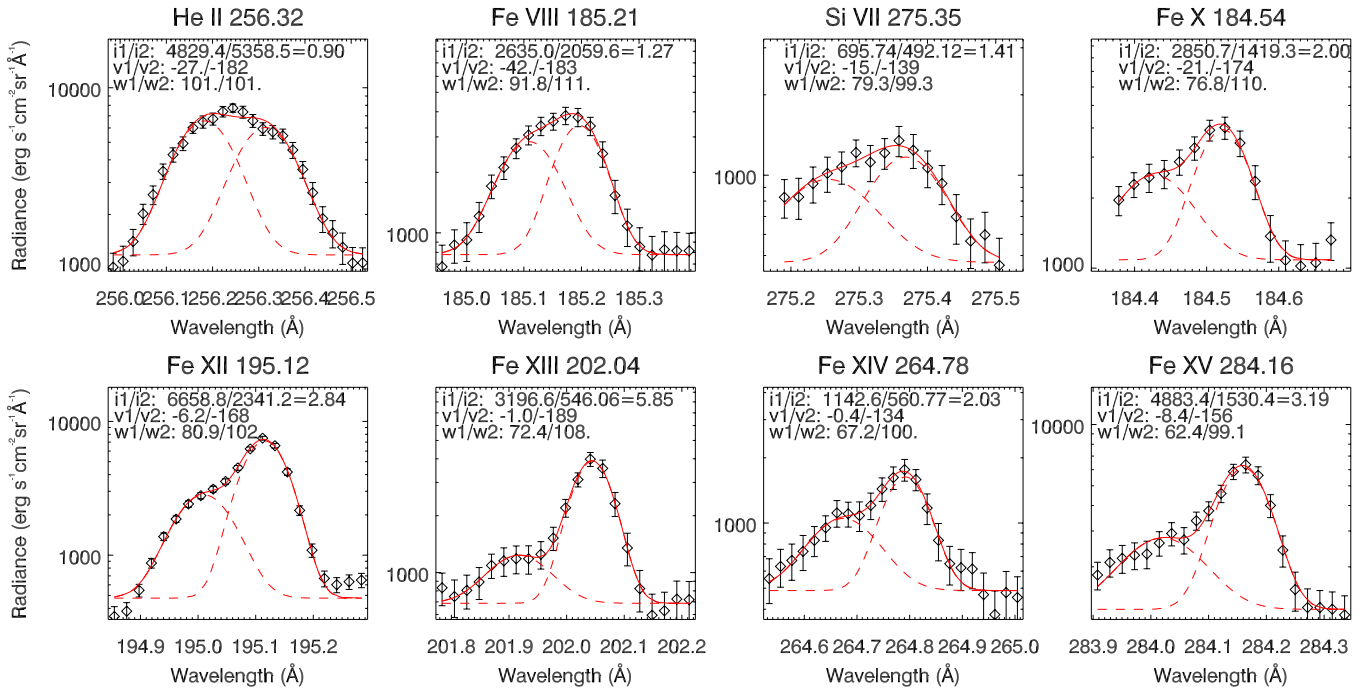 He II 256.32
i1/i2: 4829.4/5358.5=0.90
v1/v2: -27./-182
w1/w2: 101./101.
10000
1000
Radiance (erg s⁻¹ cm⁻² sr⁻¹ Å⁻¹)
256.0 256.1 256.2 256.3 256.4 256.5
Wavelength (Å)
Fe VIII 185.21
i1/i2: 2635.0/2059.6=1.27
v1/v2: -42./-183
w1/w2: 91.8/111.
1000
185.0 185.1 185.2 185.3
Wavelength (Å)
Si VII 275.35
i1/i2: 695.74/492.12=1.41
v1/v2: -15./-139
w1/w2: 79.3/99.3
1000
275.2 275.3 275.4 275.5
Wavelength (Å)
Fe X 184.54
i1/i2: 2850.7/1419.3=2.00
v1/v2: -21./-174
w1/w2: 76.8/110.
1000
184.4 184.5 184.6
Wavelength (Å)
Fe XII 195.12
i1/i2: 6658.8/2341.2=2.84
v1/v2: -6.2/-168
w1/w2: 80.9/102.
10000
1000
Radiance (erg s⁻¹ cm⁻² sr⁻¹ Å⁻¹)
194.9 195.0 195.1 195.2
Wavelength (Å)
Fe XIII 202.04
i1/i2: 3196.6/546.06=5.85
v1/v2: -1.0/-189
w1/w2: 72.4/108.
1000
201.8 201.9 202.0 202.1 202.2
Wavelength (Å)
Fe XIV 264.78
i1/i2: 1142.6/560.77=2.03
v1/v2: -0.4/-134
w1/w2: 67.2/100.
1000
264.6 264.7 264.8 264.9 265.0
Wavelength (Å)
Fe XV 284.16
i1/i2: 4883.4/1530.4=3.19
v1/v2: -8.4/-156
w1/w2: 62.4/99.1
10000
283.9 284.0 284.1 284.2 284.3
Wavelength (Å)